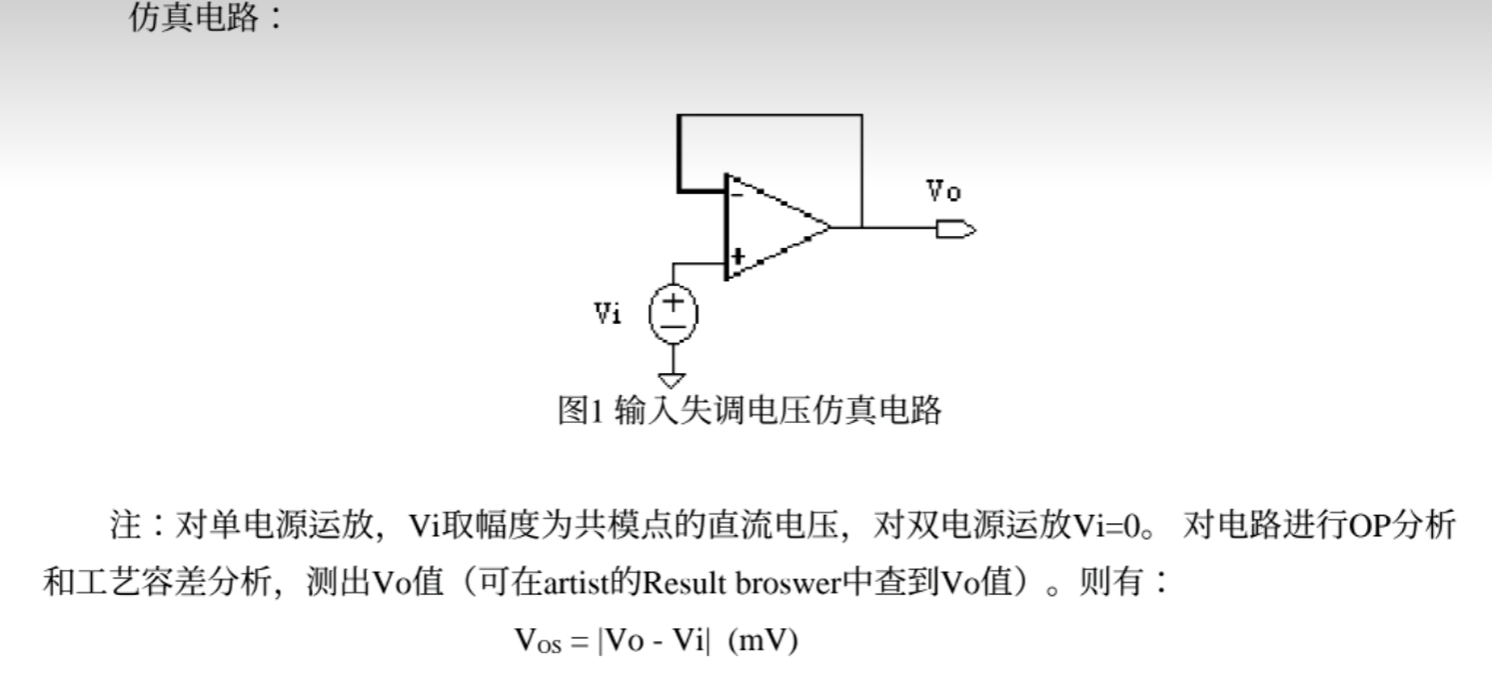 仿真电路：
Vo
-
+
Vi
+
-
图1 输入失调电压仿真电路
注：对单电源运放，Vi取幅度为共模点的直流电压，对双电源运放Vi=0。 对电路进行OP分析
和工艺容差分析，测出Vo值（可在artist的Result broswer中查到Vo值）。则有：
VOS = |Vo - Vi|  (mV)